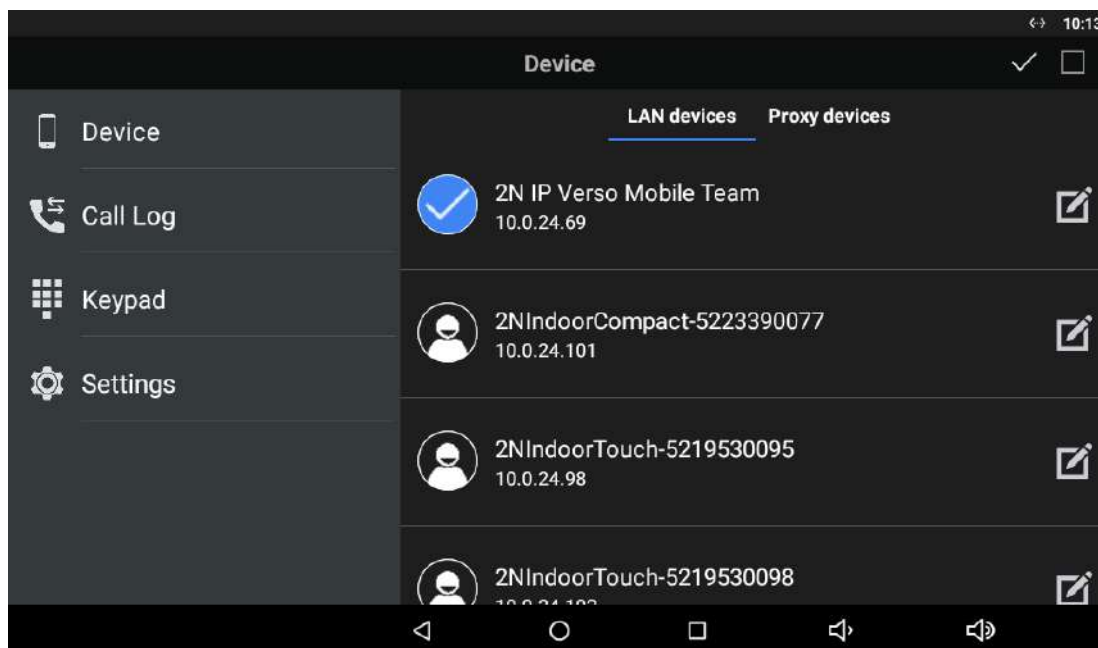 10:13
Device
LAN devices Proxy devices
Device
Call Log
Keypad
Settings
2N IP Verso Mobile Team
10.0.24.69
2NIndoorCompact-5223390077
10.0.24.101
2NIndoorTouch-5219530095
10.0.24.98
2NIndoorTouch-5219530098